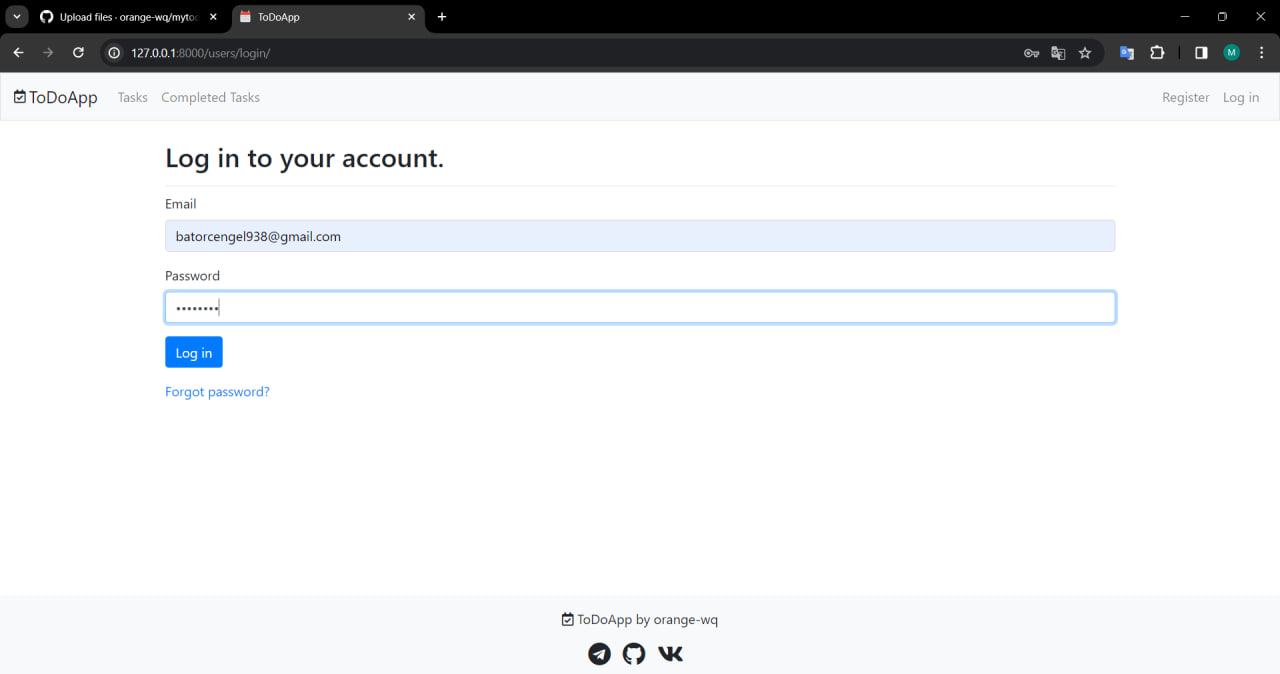 Upload files · orange-wq/mytoc
ToDoApp
127.0.0.1:8000/users/login/
M
ToDoApp Tasks Completed Tasks Register Log in
Log in to your account.
Email
batorcengel938@gmail.com
Password
••••••••
Log in
Forgot password?
ToDoApp by orange-wq